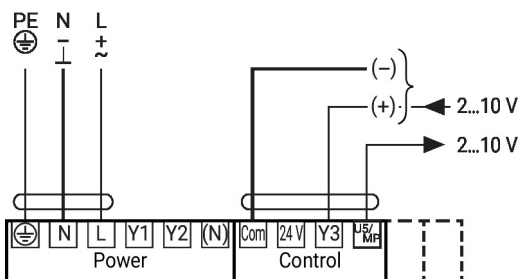 PE N L
– +
⊥ ~
(–)
(+) 2...10 V
2...10 V
N L Y1 Y2 (N) Com 24 V Y3 U5/MP
Power Control